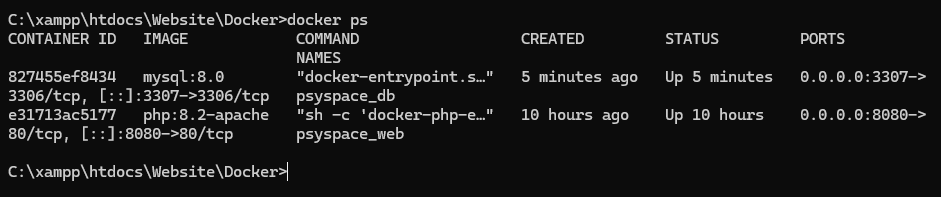 C:\xampp\htdocs\Website\Docker>docker ps
CONTAINER ID   IMAGE            COMMAND                  CREATED         STATUS         PORTS
                                NAMES
827455ef8434   mysql:8.0        "docker-entrypoint.s…"   5 minutes ago   Up 5 minutes   0.0.0.0:3307->
3306/tcp, [::]:3307->3306/tcp   psyspace_db
e31713ac5177   php:8.2-apache   "sh -c 'docker-php-e…"   10 hours ago    Up 10 hours    0.0.0.0:8080->
80/tcp, [::]:8080->80/tcp       psyspace_web
C:\xampp\htdocs\Website\Docker>